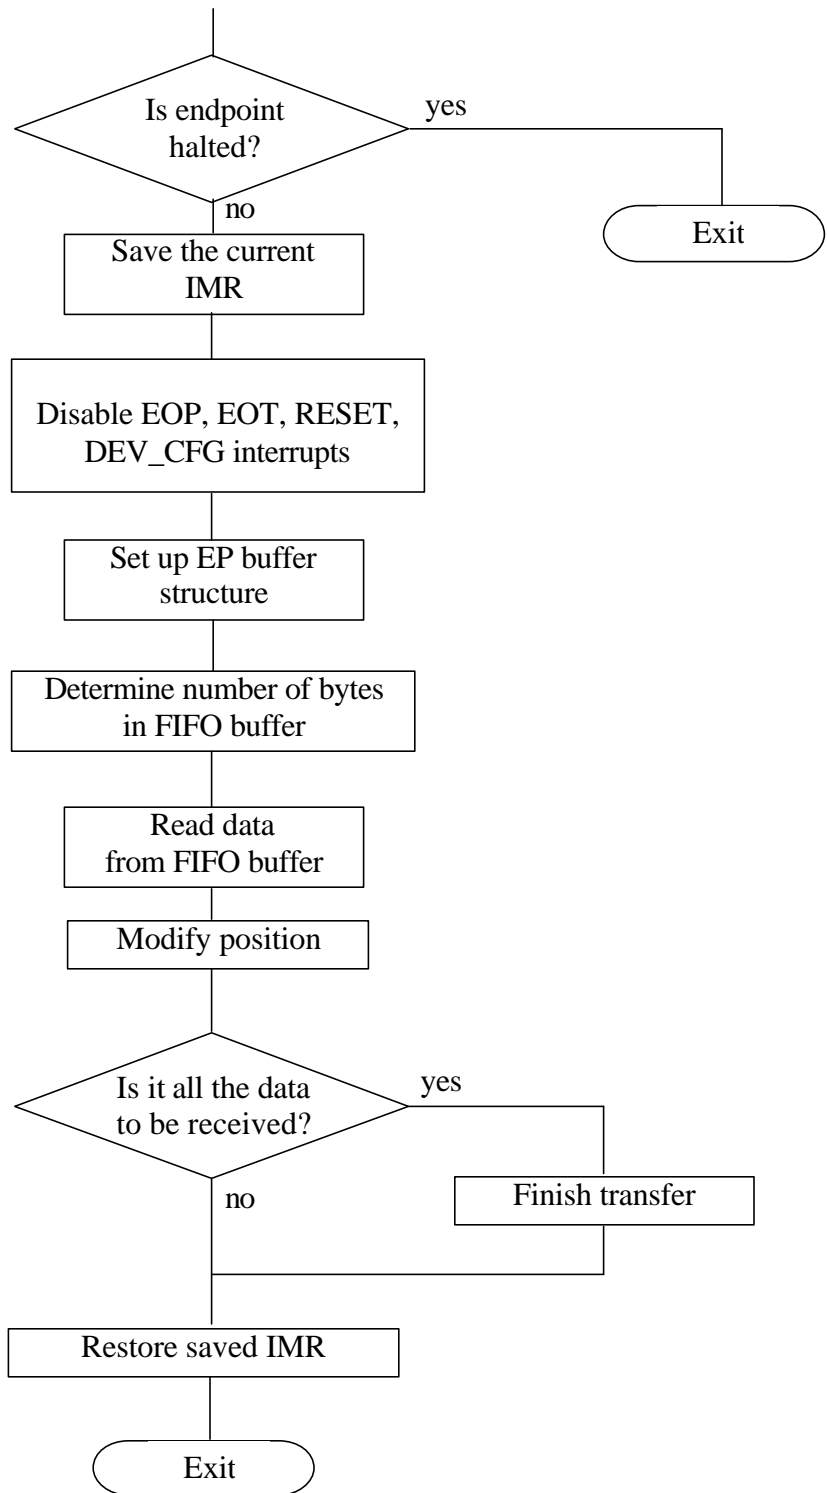 Is endpoint
halted?
yes
Exit
no
Save the current
IMR
Disable EOP, EOT, RESET,
DEV_CFG interrupts
Set up EP buffer
structure
Determine number of bytes
in FIFO buffer
Read data
from FIFO buffer
Modify position
Is it all the data
to be received?
yes
Finish transfer
no
Restore saved IMR
Exit